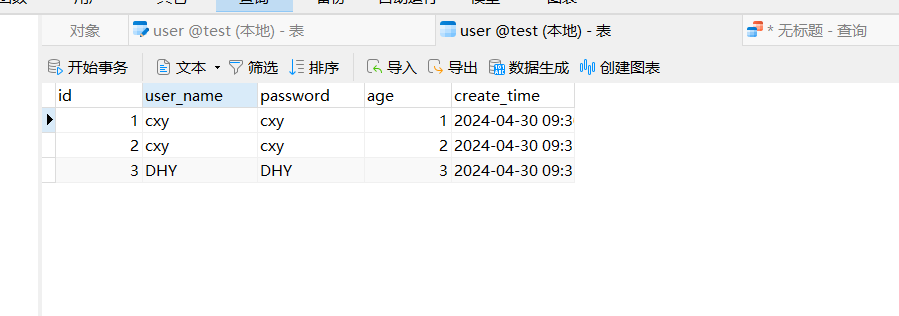 查询
对象 user @test (本地) - 表 user @test (本地) - 表 * 无标题 - 查询
开始事务 文本 筛选 排序 导入 导出 数据生成 创建图表
id user_name password age create_time
1 cxy cxy 1 2024-04-30 09:3
2 cxy cxy 2 2024-04-30 09:3
3 DHY DHY 3 2024-04-30 09:3